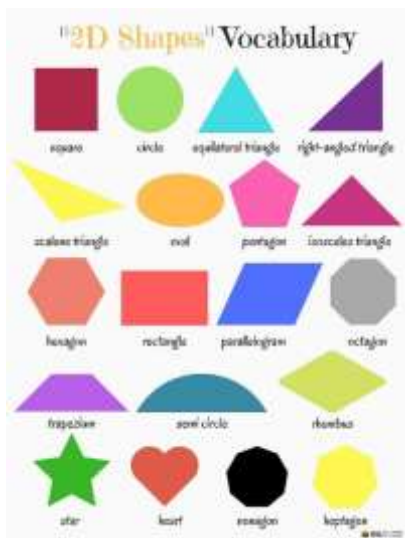 "2D Shapes" Vocabulary
square circle equilateral triangle right-angled triangle
scalene triangle oval pentagon isosceles triangle
hexagon rectangle parallelogram octagon
trapezium semi circle rhombus
star heart nonagon heptagon